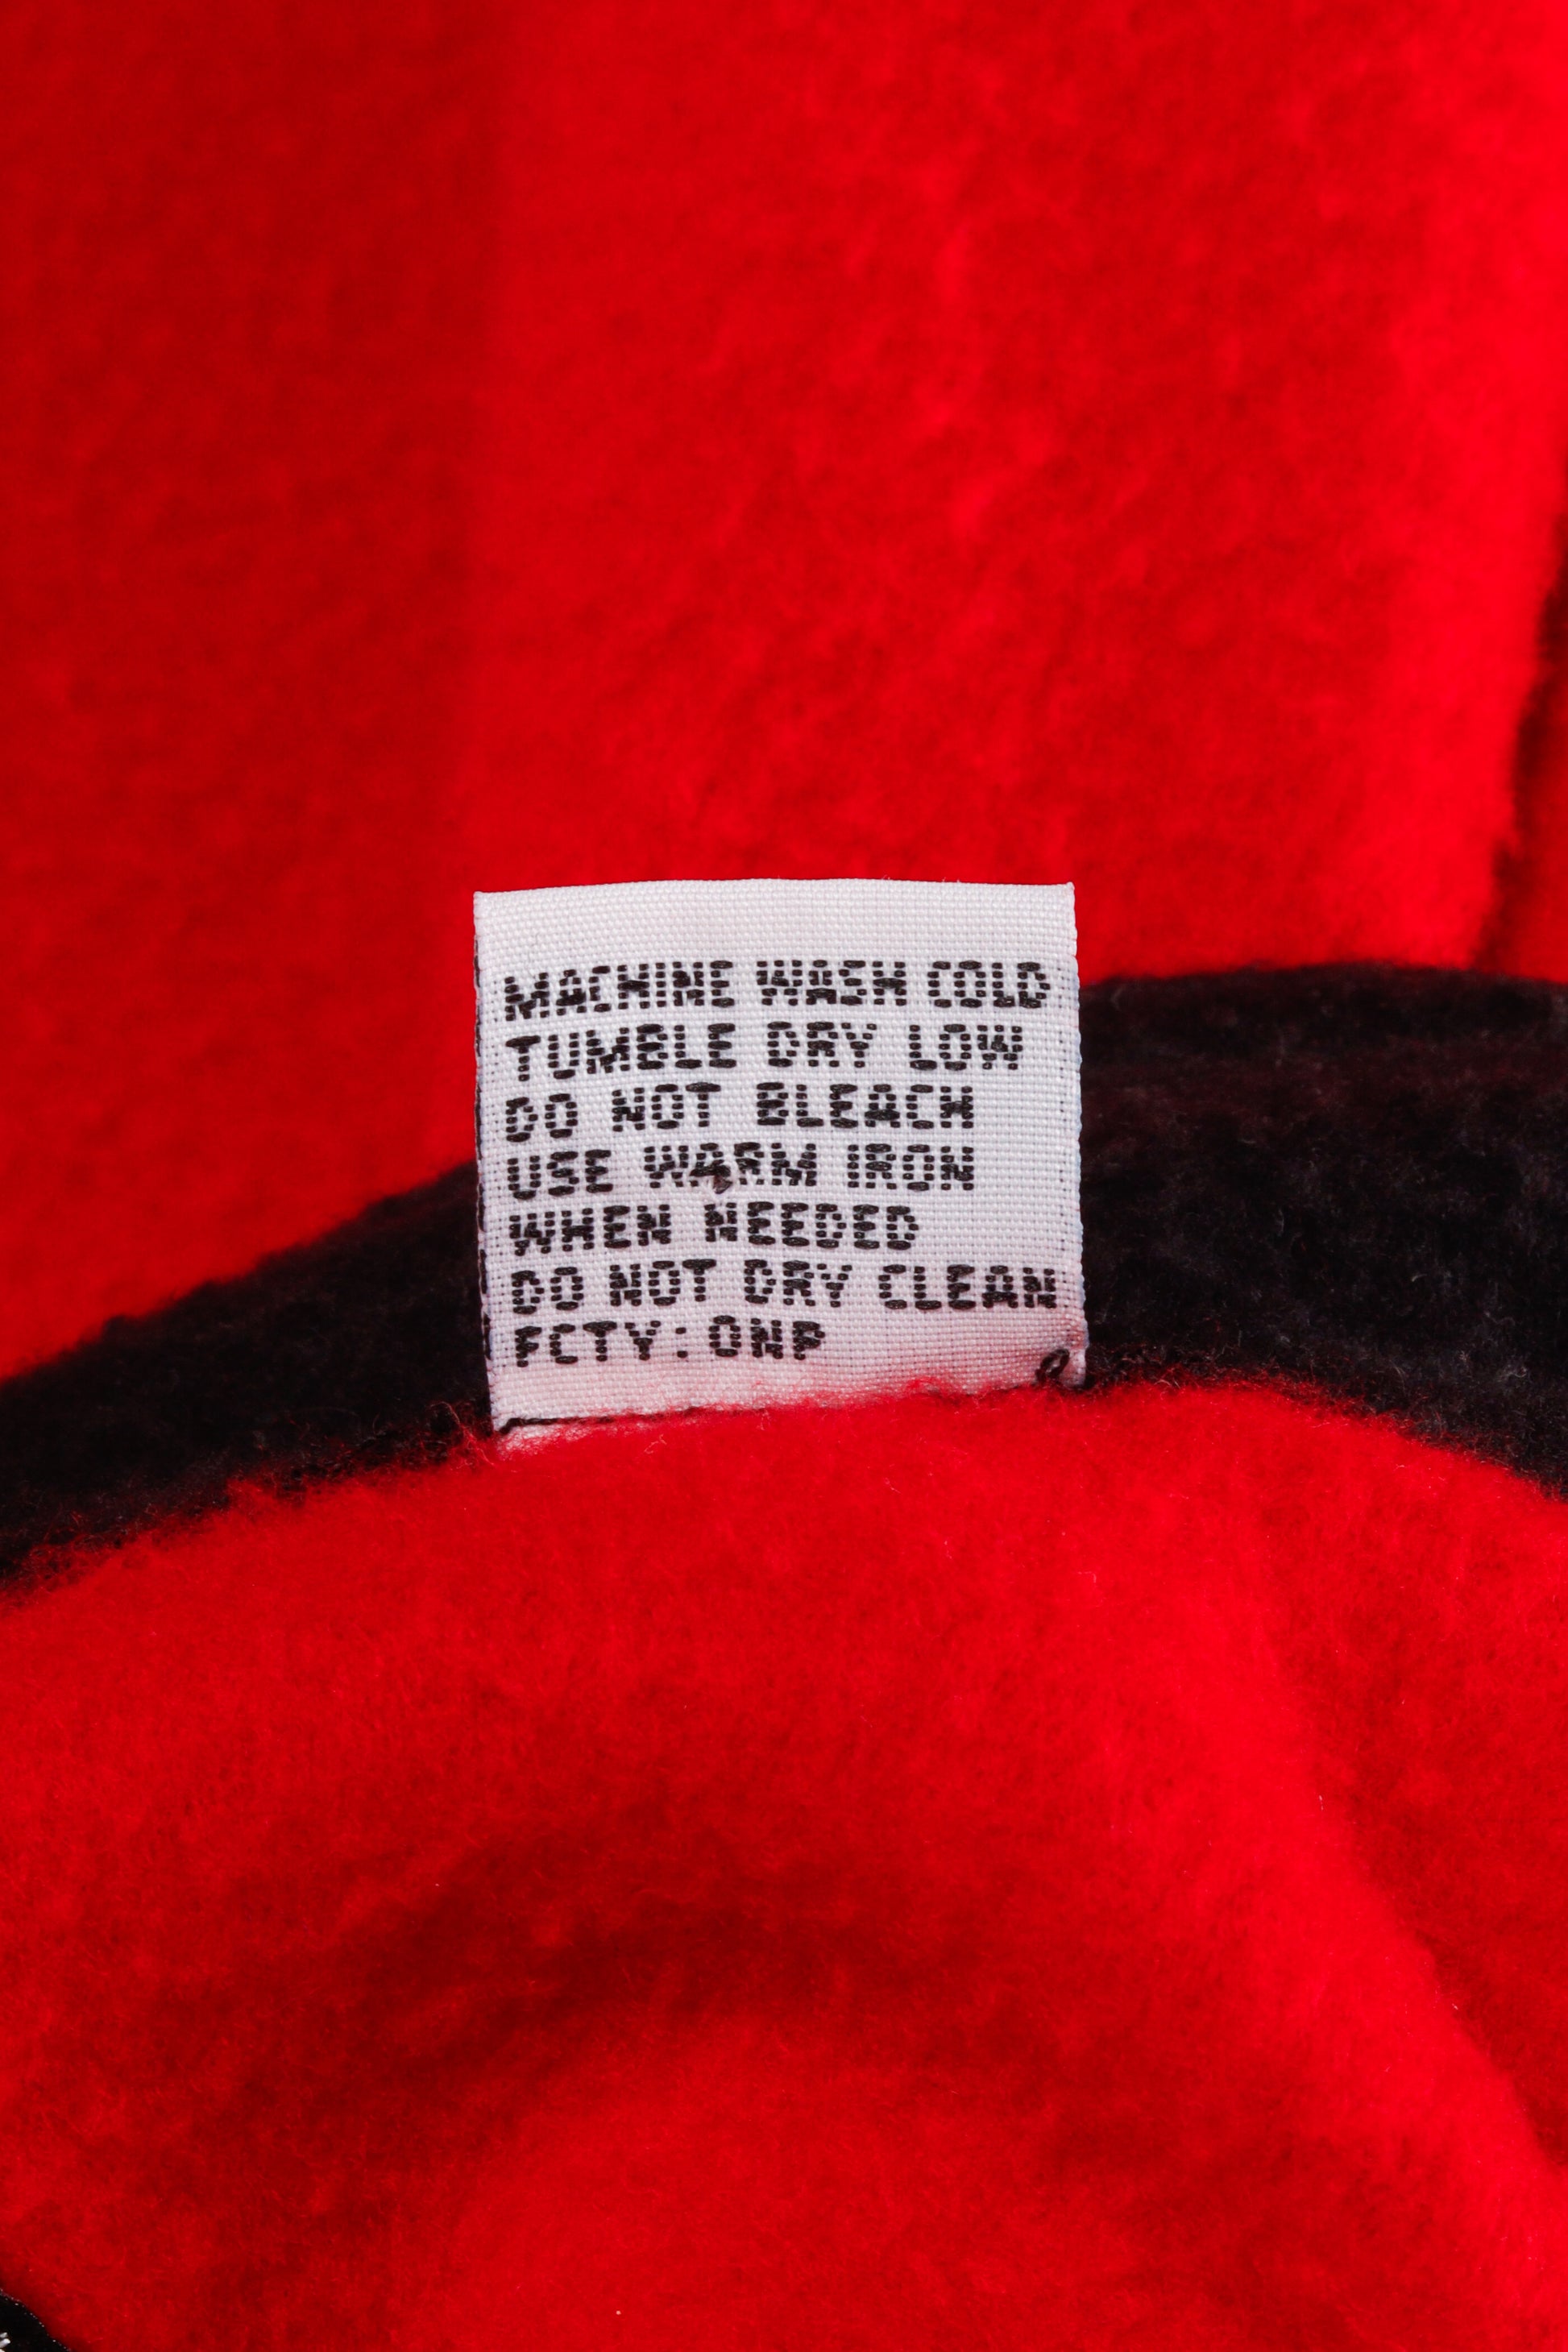 MACHINE WASH COLD
TUMBLE DRY LOW
DO NOT BLEACH
USE WARM IRON
WHEN NEEDED
DO NOT DRY CLEAN
FCTY: ONP